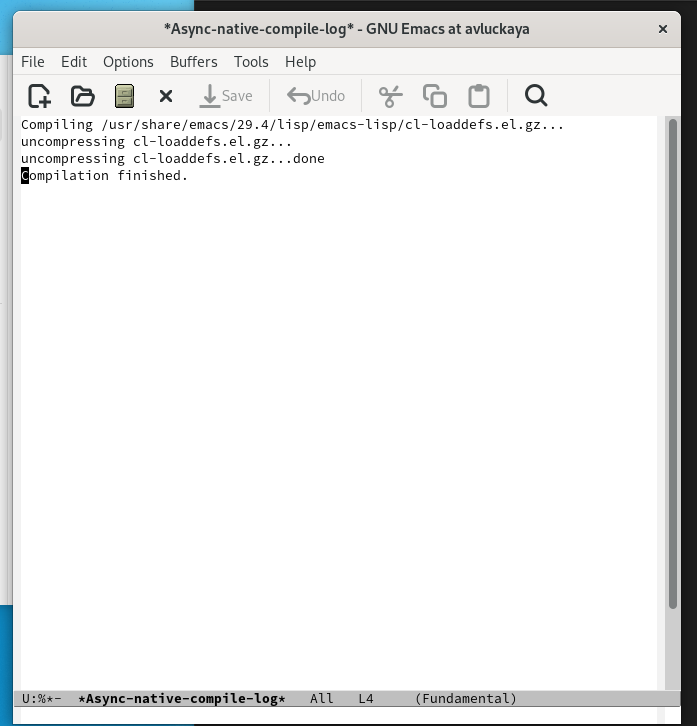 *Async-native-compile-log* - GNU Emacs at avluckaya
File Edit Options Buffers Tools Help
Save Undo
Compiling /usr/share/emacs/29.4/lisp/emacs-lisp/cl-loaddefs.el.gz...
uncompressing cl-loaddefs.el.gz...
uncompressing cl-loaddefs.el.gz...done
Compilation finished.
U:%*-  *Async-native-compile-log*   All   L4     (Fundamental)